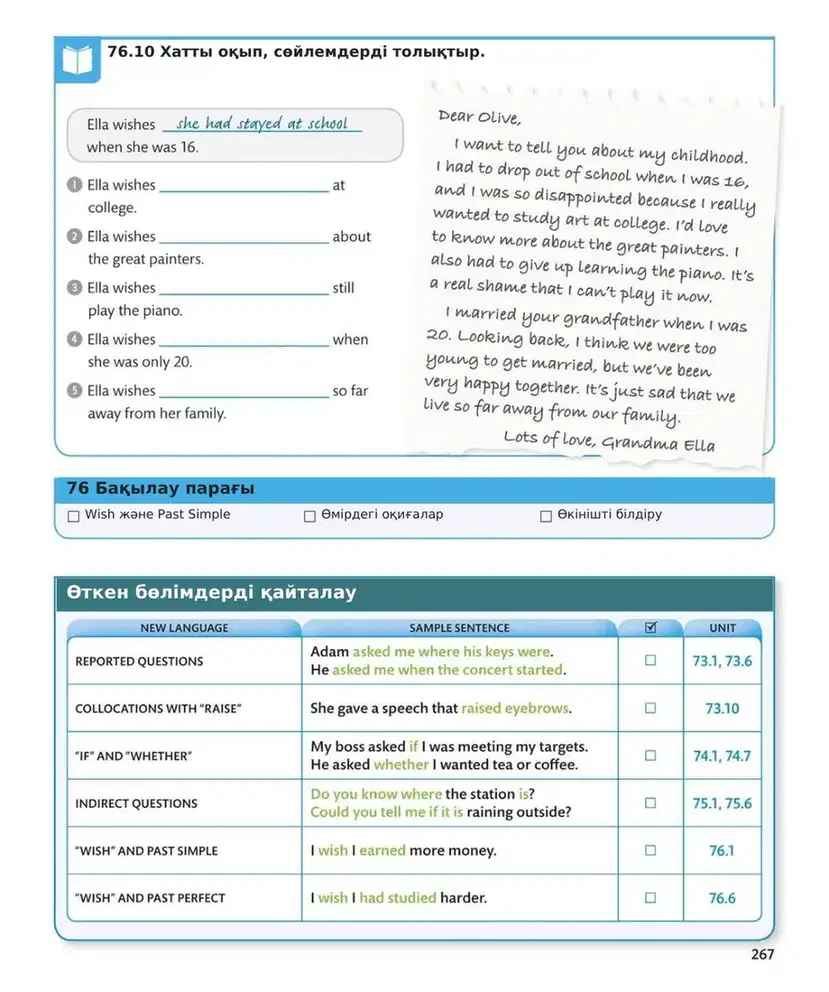 76.10 Хатты оқып, сөйлемдерді толықтыр.
Ella wishes she had stayed at school
when she was 16.
1 Ella wishes ____________ at
college.
2 Ella wishes ____________ about
the great painters.
3 Ella wishes ____________ still
play the piano.
4 Ella wishes ____________ when
she was only 20.
5 Ella wishes ____________ so far
away from her family.
Dear Olive,
I want to tell you about my childhood.
I had to drop out of school when I was 16,
and I was so disappointed because I really
wanted to study art at college. I'd love
to know more about the great painters. I
also had to give up learning the piano. It's
a real shame that I can't play it now.
I married your grandfather when I was
20. Looking back, I think we were too
young to get married, but we've been
very happy together. It's just sad that we
live so far away from our family.
Lots of love, Grandma Ella
76 Бақылау парағы
☐ Wish және Past Simple ☐ Өмірдегі оқиғалар ☐ Өкінішті білдіру
Өткен бөлімдерді қайталау
NEW LANGUAGE SAMPLE SENTENCE ☑ UNIT
REPORTED QUESTIONS Adam asked me where his keys were. ☐ 73.1, 73.6
He asked me when the concert started.
COLLOCATIONS WITH "RAISE" She gave a speech that raised eyebrows. ☐ 73.10
"IF" AND "WHETHER" My boss asked if I was meeting my targets. ☐ 74.1, 74.7
He asked whether I wanted tea or coffee.
INDIRECT QUESTIONS Do you know where the station is? ☐ 75.1, 75.6
Could you tell me if it is raining outside?
"WISH" AND PAST SIMPLE I wish I earned more money. ☐ 76.1
"WISH" AND PAST PERFECT I wish I had studied harder. ☐ 76.6
267